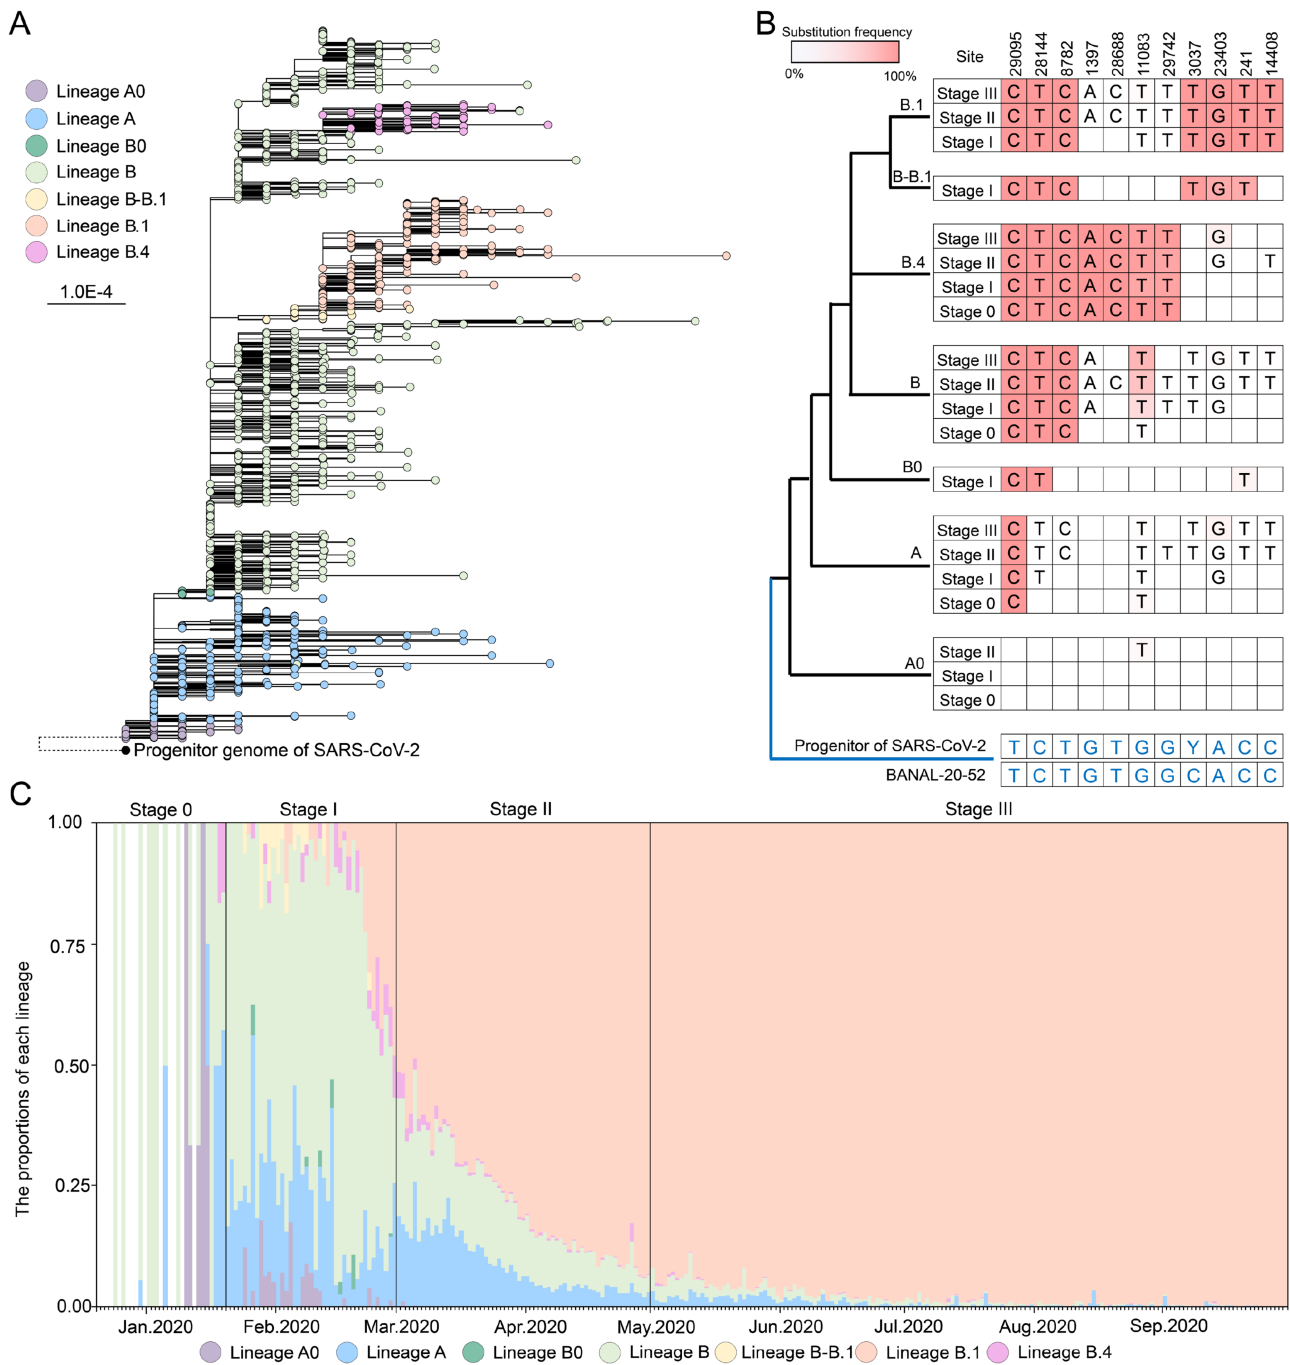 A
Lineage A0
Lineage A
Lineage B0
Lineage B
Lineage B-B.1
Lineage B.1
Lineage B.4
1.0E-4
Progenitor genome of SARS-CoV-2
B
Substitution frequency
0% 100%
Site 29095 28144 8782 1397 28688 11083 29742 3037 23403 241 14408
B.1
Stage III C T C A C T T T G T T
Stage II C T C A C T T T G T T
Stage I C T C T T T G T T
B-B.1
Stage I C T C T G T
B.4
Stage III C T C A C T T G
Stage II C T C A C T T G T
Stage I C T C A C T T
Stage 0 C T C A C T T
B
Stage III C T C A T T G T T
Stage II C T C A C T T T G T T
Stage I C T C A T T T G
Stage 0 C T C T
B0
Stage I C T T
A
Stage III C T C T T G T T
Stage II C T C T T T G T T
Stage I C T T G
Stage 0 C T
A0
Stage II T
Stage I
Stage 0
Progenitor of SARS-CoV-2 T C T G T G G Y A C C
BANAL-20-52 T C T G T G G C A C C
C
Stage 0 Stage I Stage II Stage III
The proportions of each lineage
1.00
0.75
0.50
0.25
0.00
Jan.2020 Feb.2020 Mar.2020 Apr.2020 May.2020 Jun.2020 Jul.2020 Aug.2020 Sep.2020
Lineage A0 Lineage A Lineage B0 Lineage B Lineage B-B.1 Lineage B.1 Lineage B.4